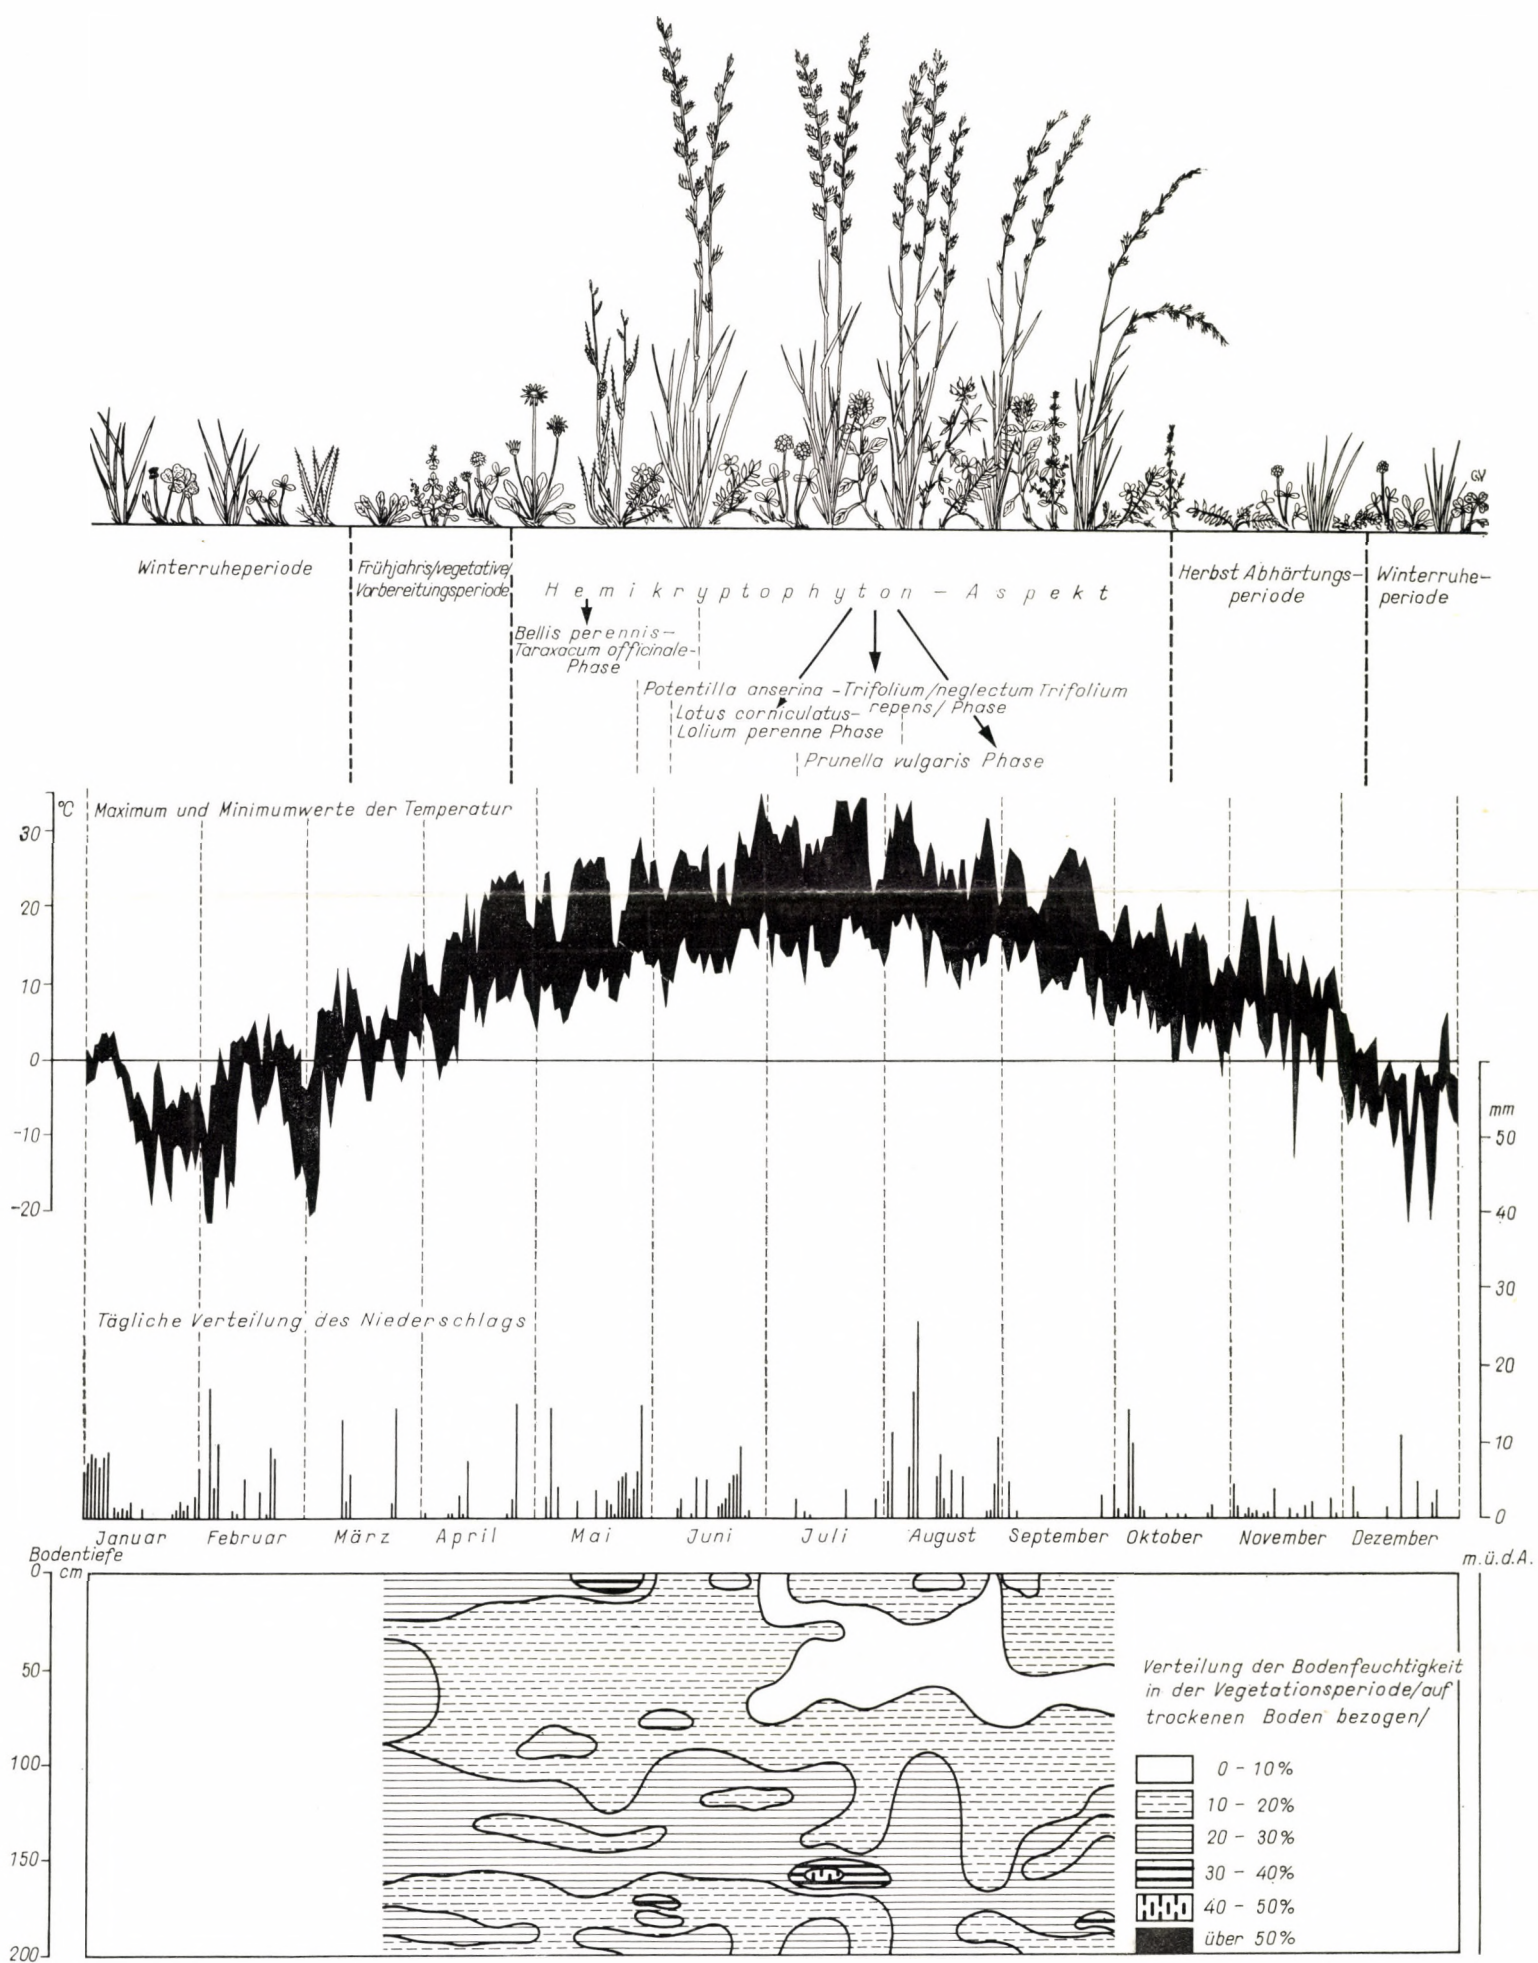 GV
Winterruheperiode
Frühjahrs/vegetative/
Vorbereitungsperiode
Hemikryptophyton – Aspekt
Herbst Abhärtungs-
periode
Winterruhe-
periode
Bellis perennis–
Taraxacum officinale-
Phase
Potentilla anserina – Trifolium/neglectum Trifolium
repens/ Phase
Lotus corniculatus–
Lolium perenne Phase
Prunella vulgaris Phase
°C
Maximum und Minimumwerte der Temperatur
30
20
10
0
-10
-20
mm
50
40
30
20
10
0
Tägliche Verteilung des Niederschlags
Januar Februar März April Mai Juni Juli August September Oktober November Dezember
Bodentiefe
cm
m.ü.d.A.
0
50
100
150
200
Verteilung der Bodenfeuchtigkeit
in der Vegetationsperiode/auf
trockenen Boden bezogen/
0 – 10%
10 – 20%
20 – 30%
30 – 40%
40 – 50%
über 50%